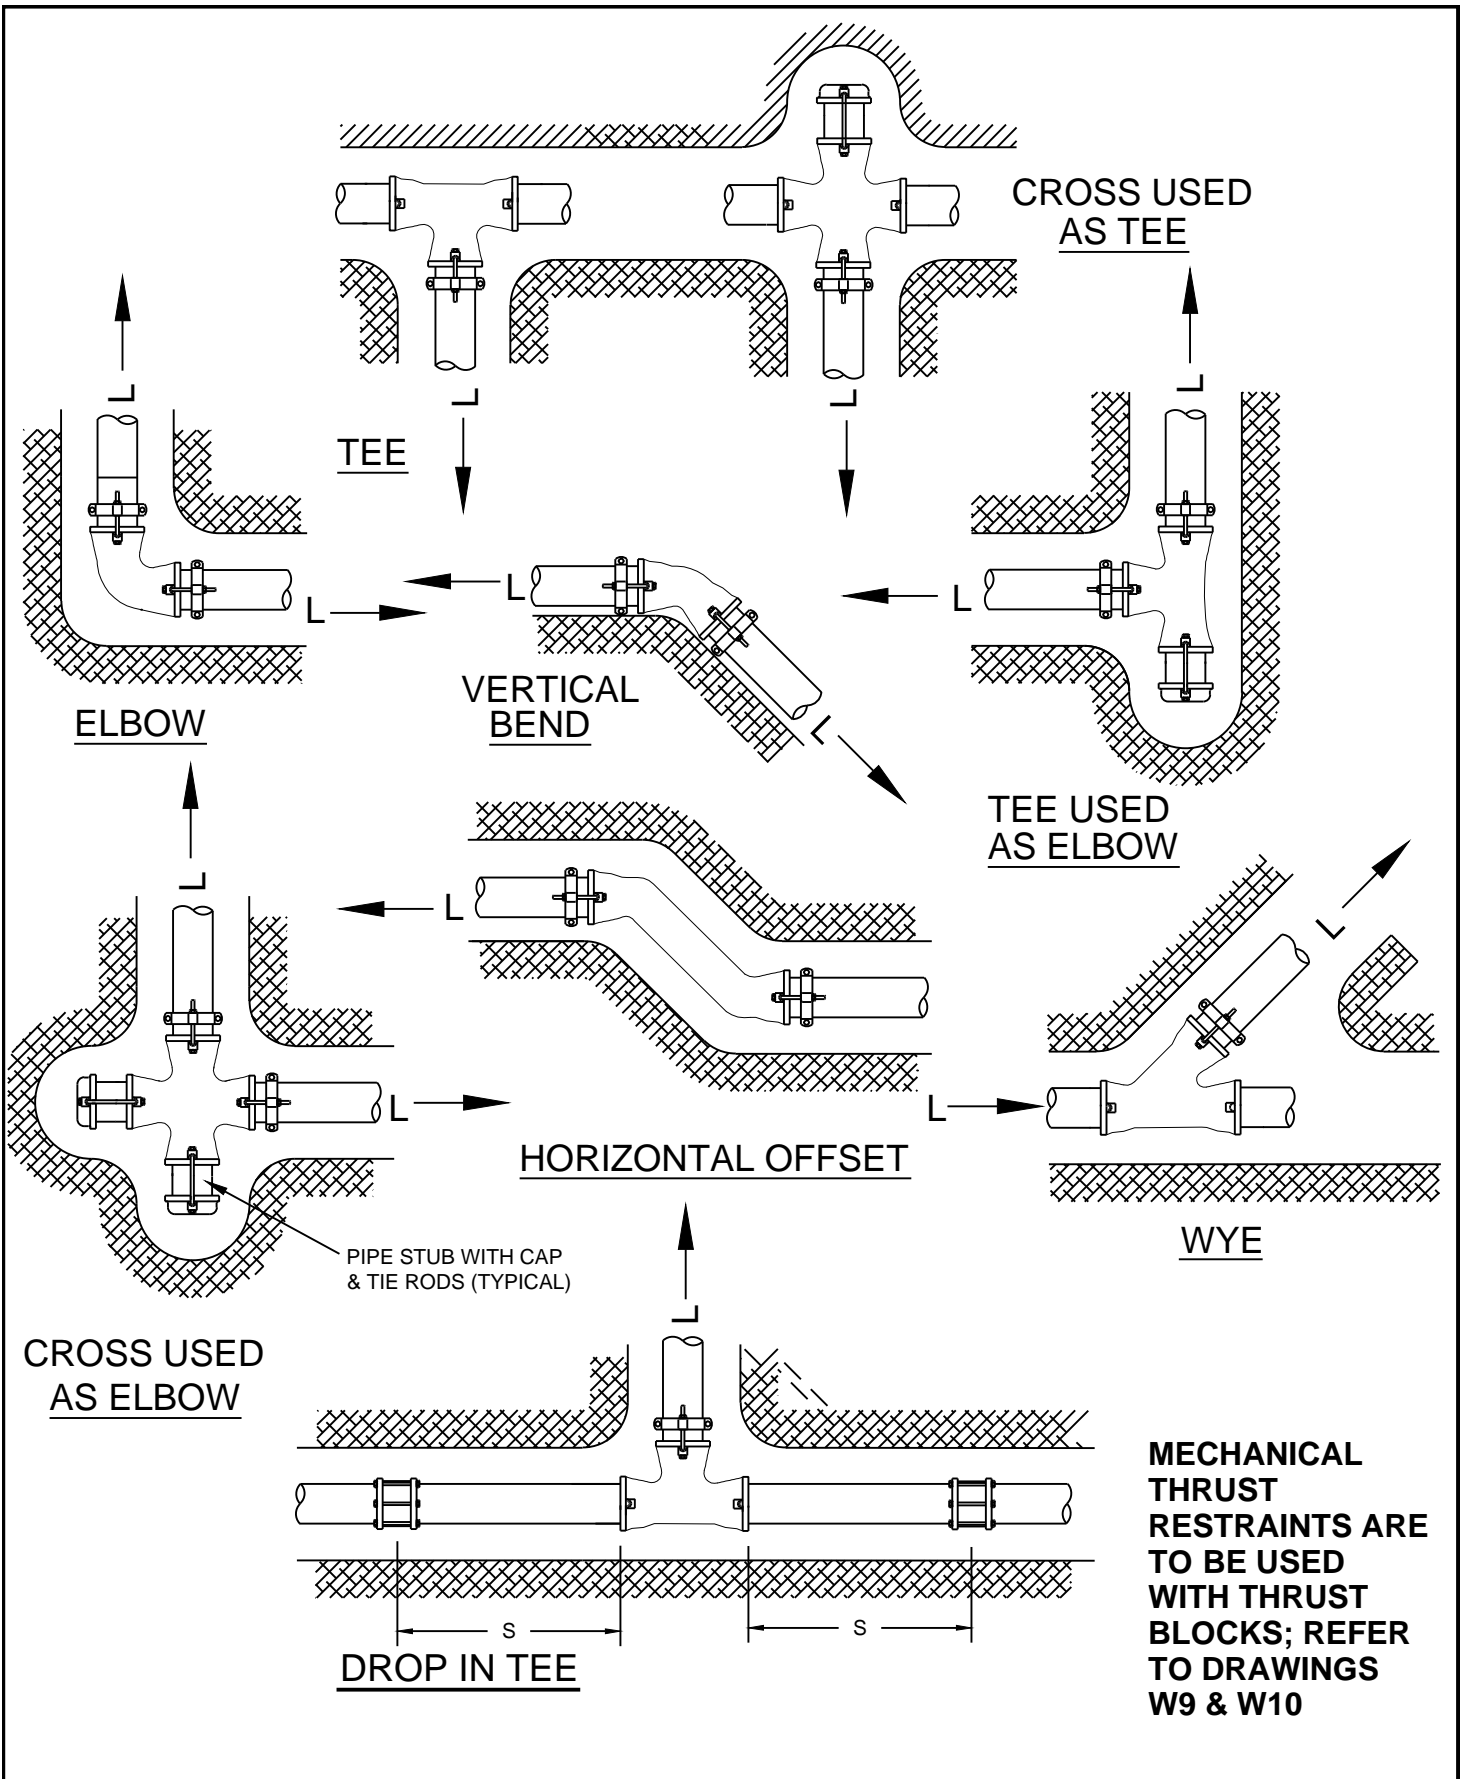 CROSS USED
AS TEE
L
L
L
L
TEE
L
L
L
L
ELBOW
VERTICAL
BEND
L
TEE USED
AS ELBOW
L
L
L
L
L
HORIZONTAL OFFSET
WYE
PIPE STUB WITH CAP
& TIE RODS (TYPICAL)
L
CROSS USED
AS ELBOW
S
S
DROP IN TEE
MECHANICAL
THRUST
RESTRAINTS ARE
TO BE USED
WITH THRUST
BLOCKS; REFER
TO DRAWINGS
W9 & W10